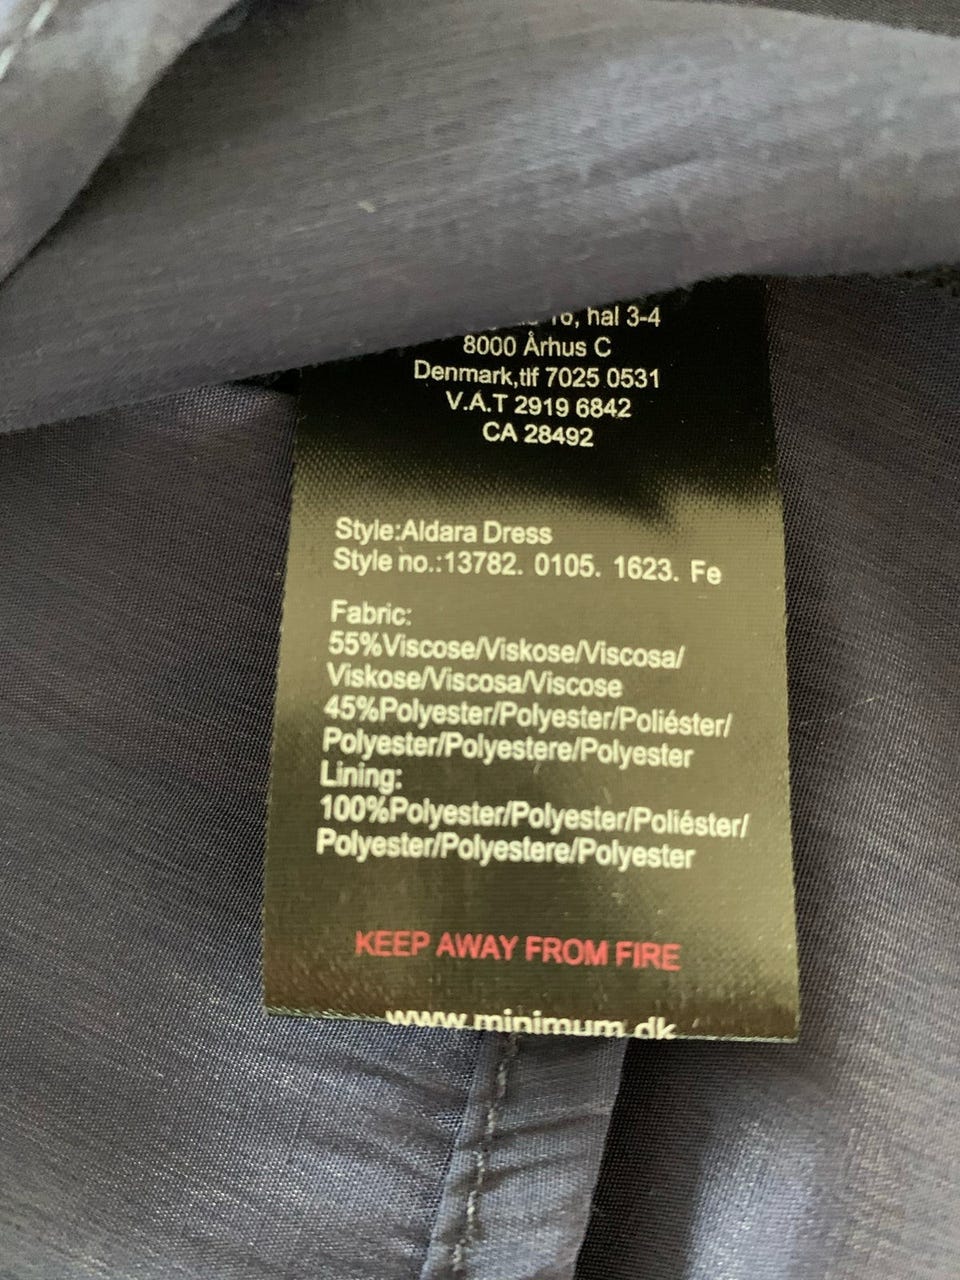 16, hal 3-4
8000 Århus C
Denmark,tlf 7025 0531
V.A.T 2919 6842
CA 28492
Style:Aldara Dress
Style no.:13782. 0105. 1623. Fe
Fabric:
55%Viscose/Viskose/Viscosa/
Viskose/Viscosa/Viscose
45%Polyester/Polyester/Poliéster/
Polyester/Polyestere/Polyester
Lining:
100%Polyester/Polyester/Poliéster/
Polyester/Polyestere/Polyester
KEEP AWAY FROM FIRE
www.minimum.dk